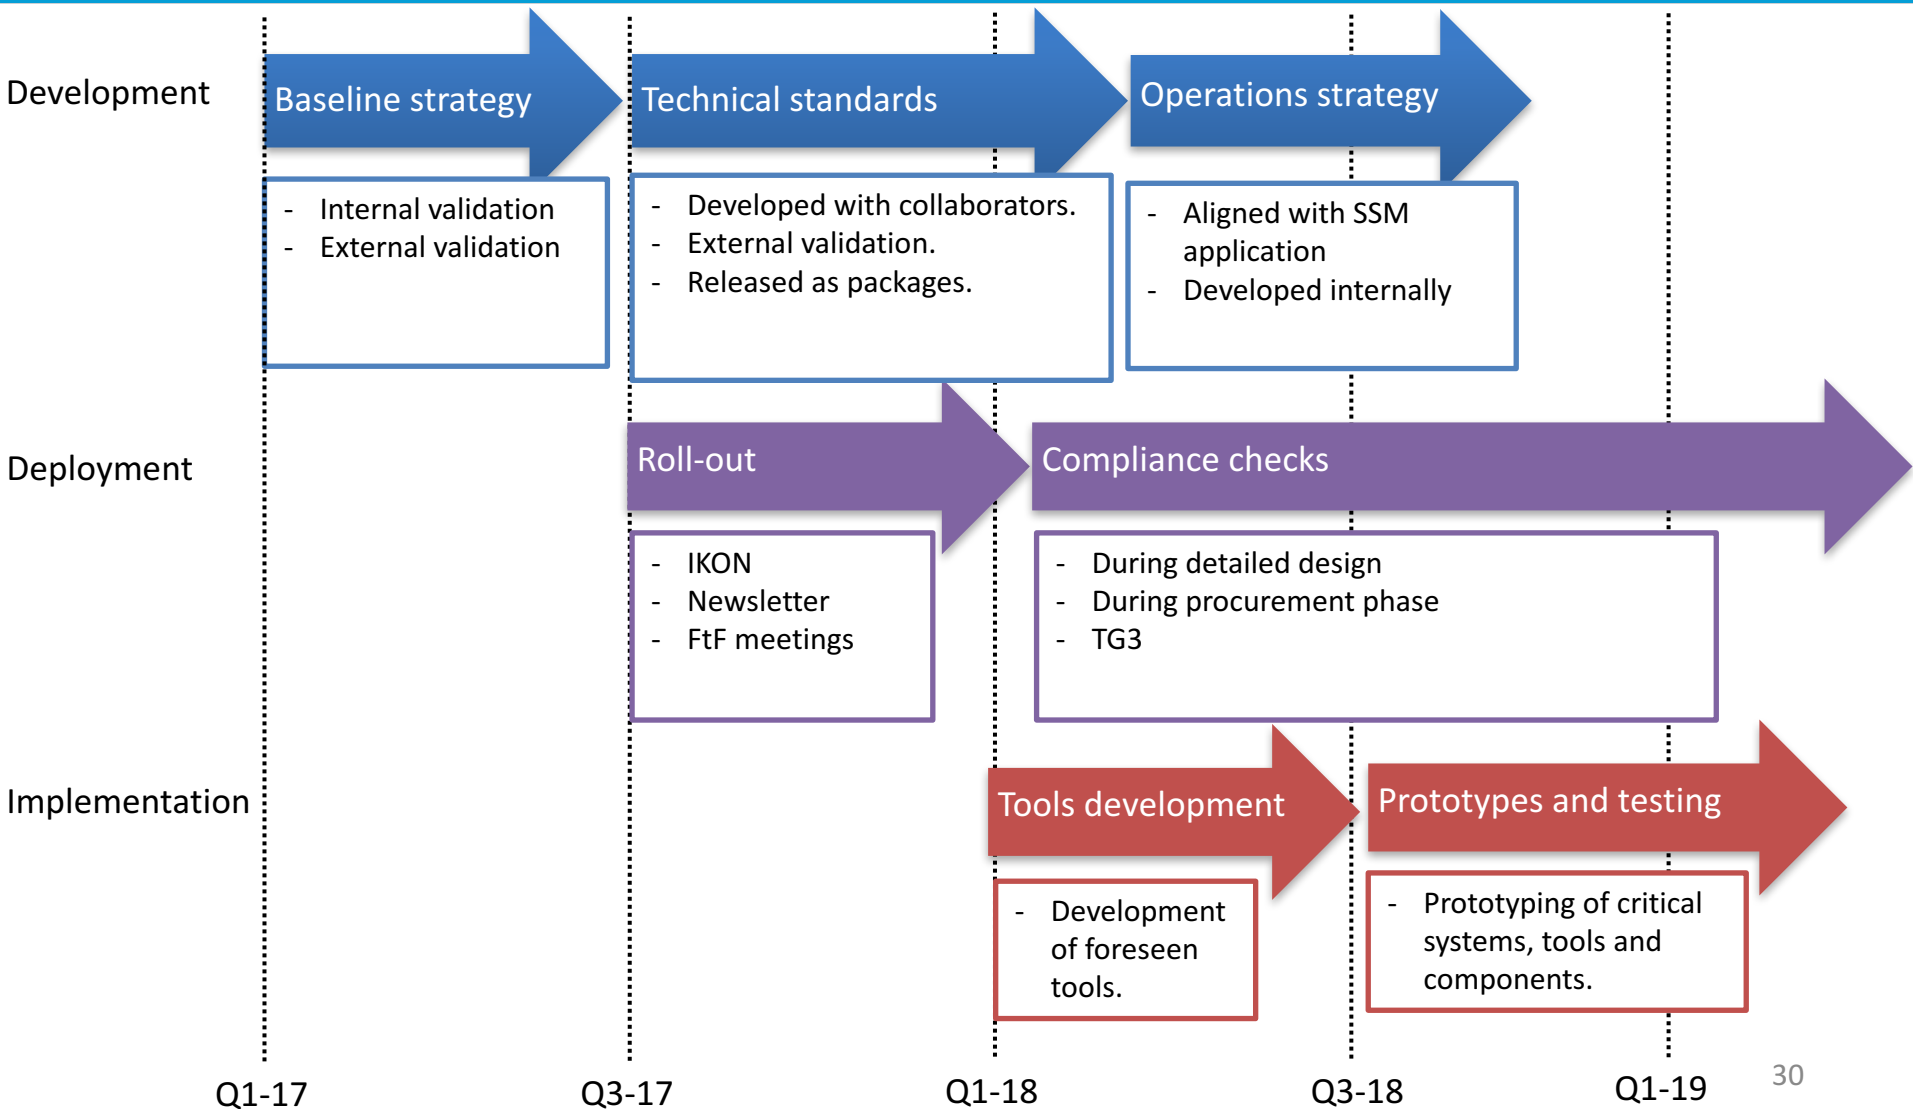 Development
Baseline strategy
Technical standards
Operations strategy
- Internal validation
- External validation
- Developed with collaborators.
- External validation.
- Released as packages.
- Aligned with SSM
application
- Developed internally
Deployment
Roll-out
Compliance checks
- IKON
- Newsletter
- FtF meetings
- During detailed design
- During procurement phase
- TG3
Implementation
Tools development
Prototypes and testing
- Development
of foreseen
tools.
- Prototyping of critical
systems, tools and
components.
Q1-17
Q3-17
Q1-18
Q3-18
Q1-19
30